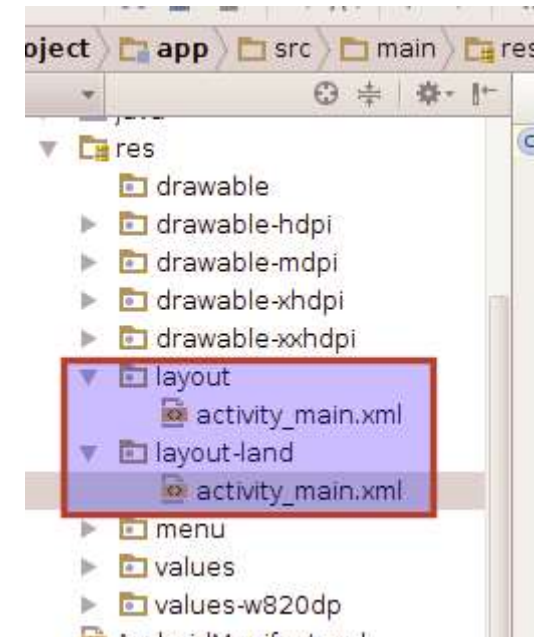 oject app src main res
java
res
drawable
drawable-hdpi
drawable-mdpi
drawable-xhdpi
drawable-xxhdpi
layout
activity_main.xml
layout-land
activity_main.xml
menu
values
values-w820dp